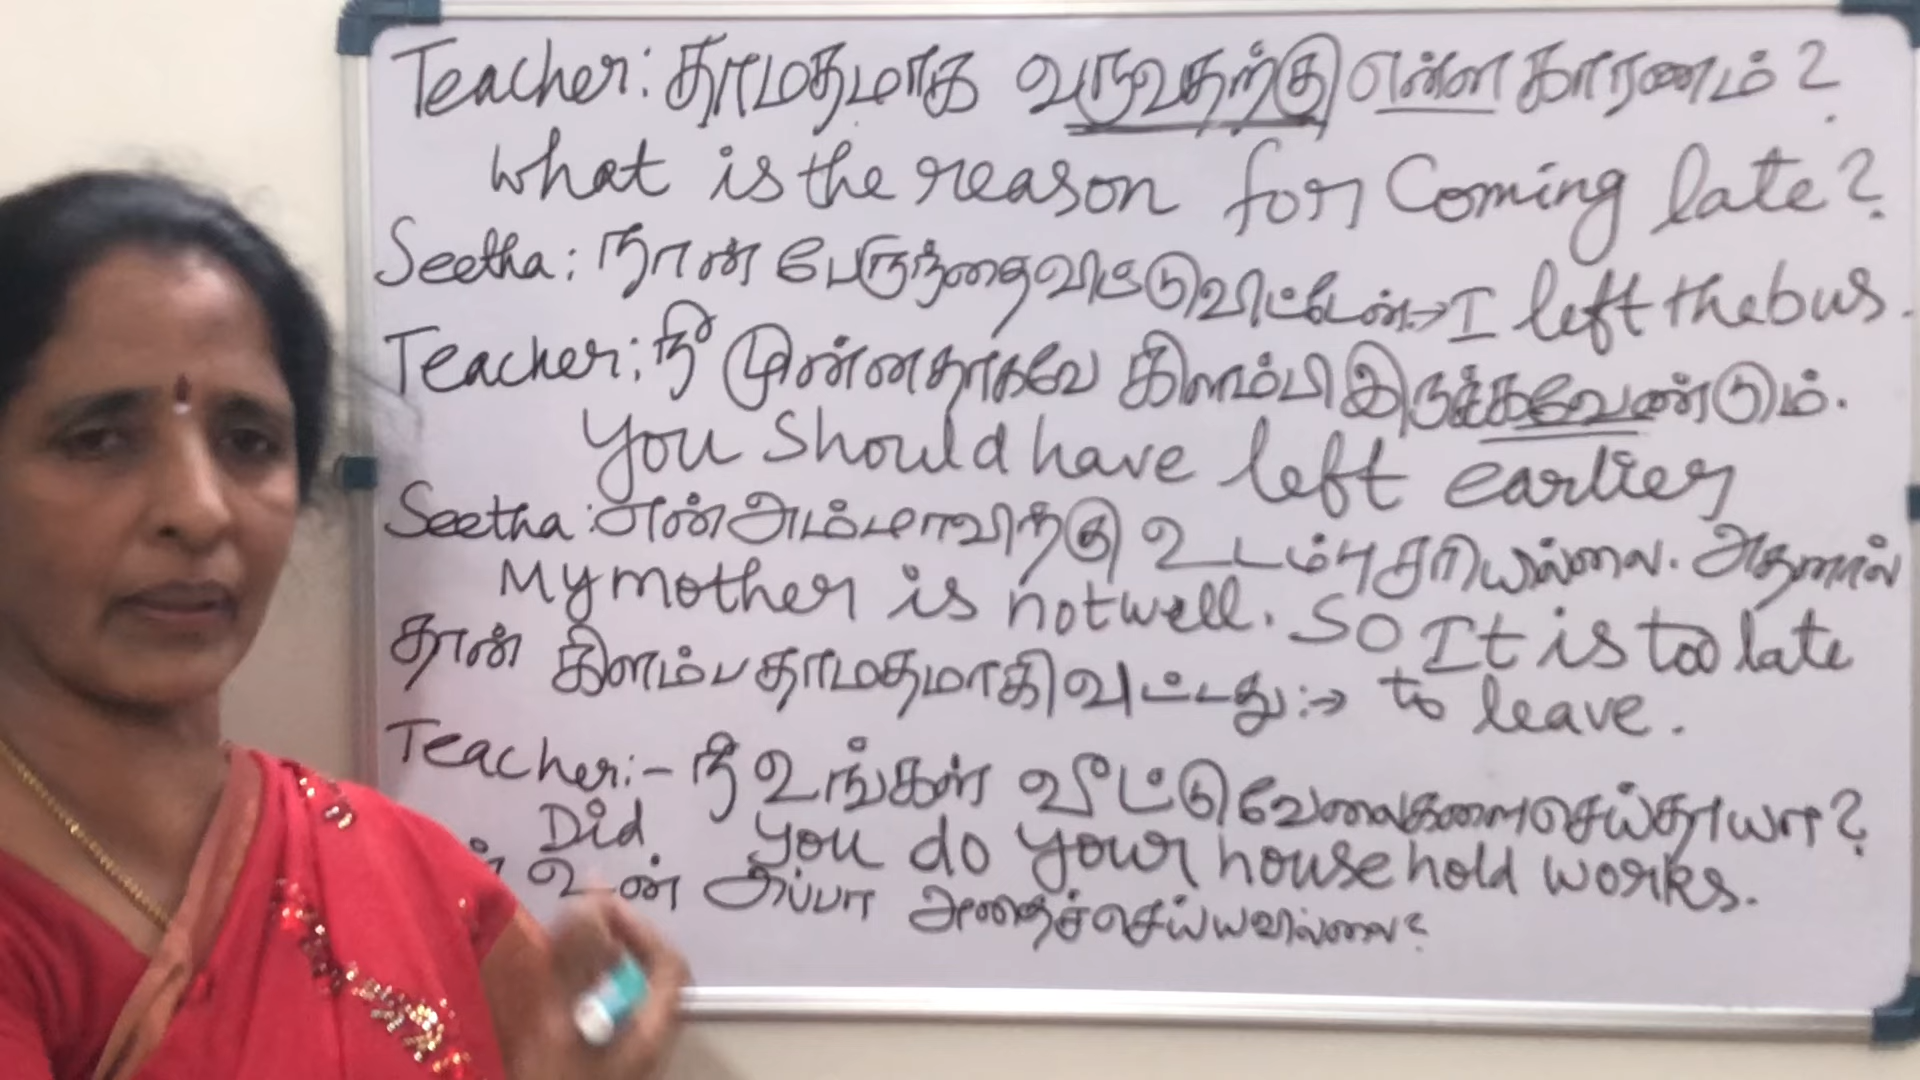 Teacher: தாமதமாக வருவதற்கு என்ன காரணம்?
What is the reason for Coming late?
Seetha: நான் பேருந்தை விட்டுவிட்டேன்:→ I left the bus.
Teacher: நீ முன்னதாகவே கிளம்பி இருக்கவேண்டும்.
You should have left earlier
Seetha: என் அம்மாவிற்கு உடம்பு சரியில்லை. அதனால்
My mother is not well. SO It is too late
தான் கிளம்ப தாமதமாகி விட்டது:→ to leave.
Teacher:- நீ உங்கள் வீட்டு வேலைகளை செய்தாயா?
Did you do your household works.
உன் அப்பா அதைச் செய்யவில்லை?